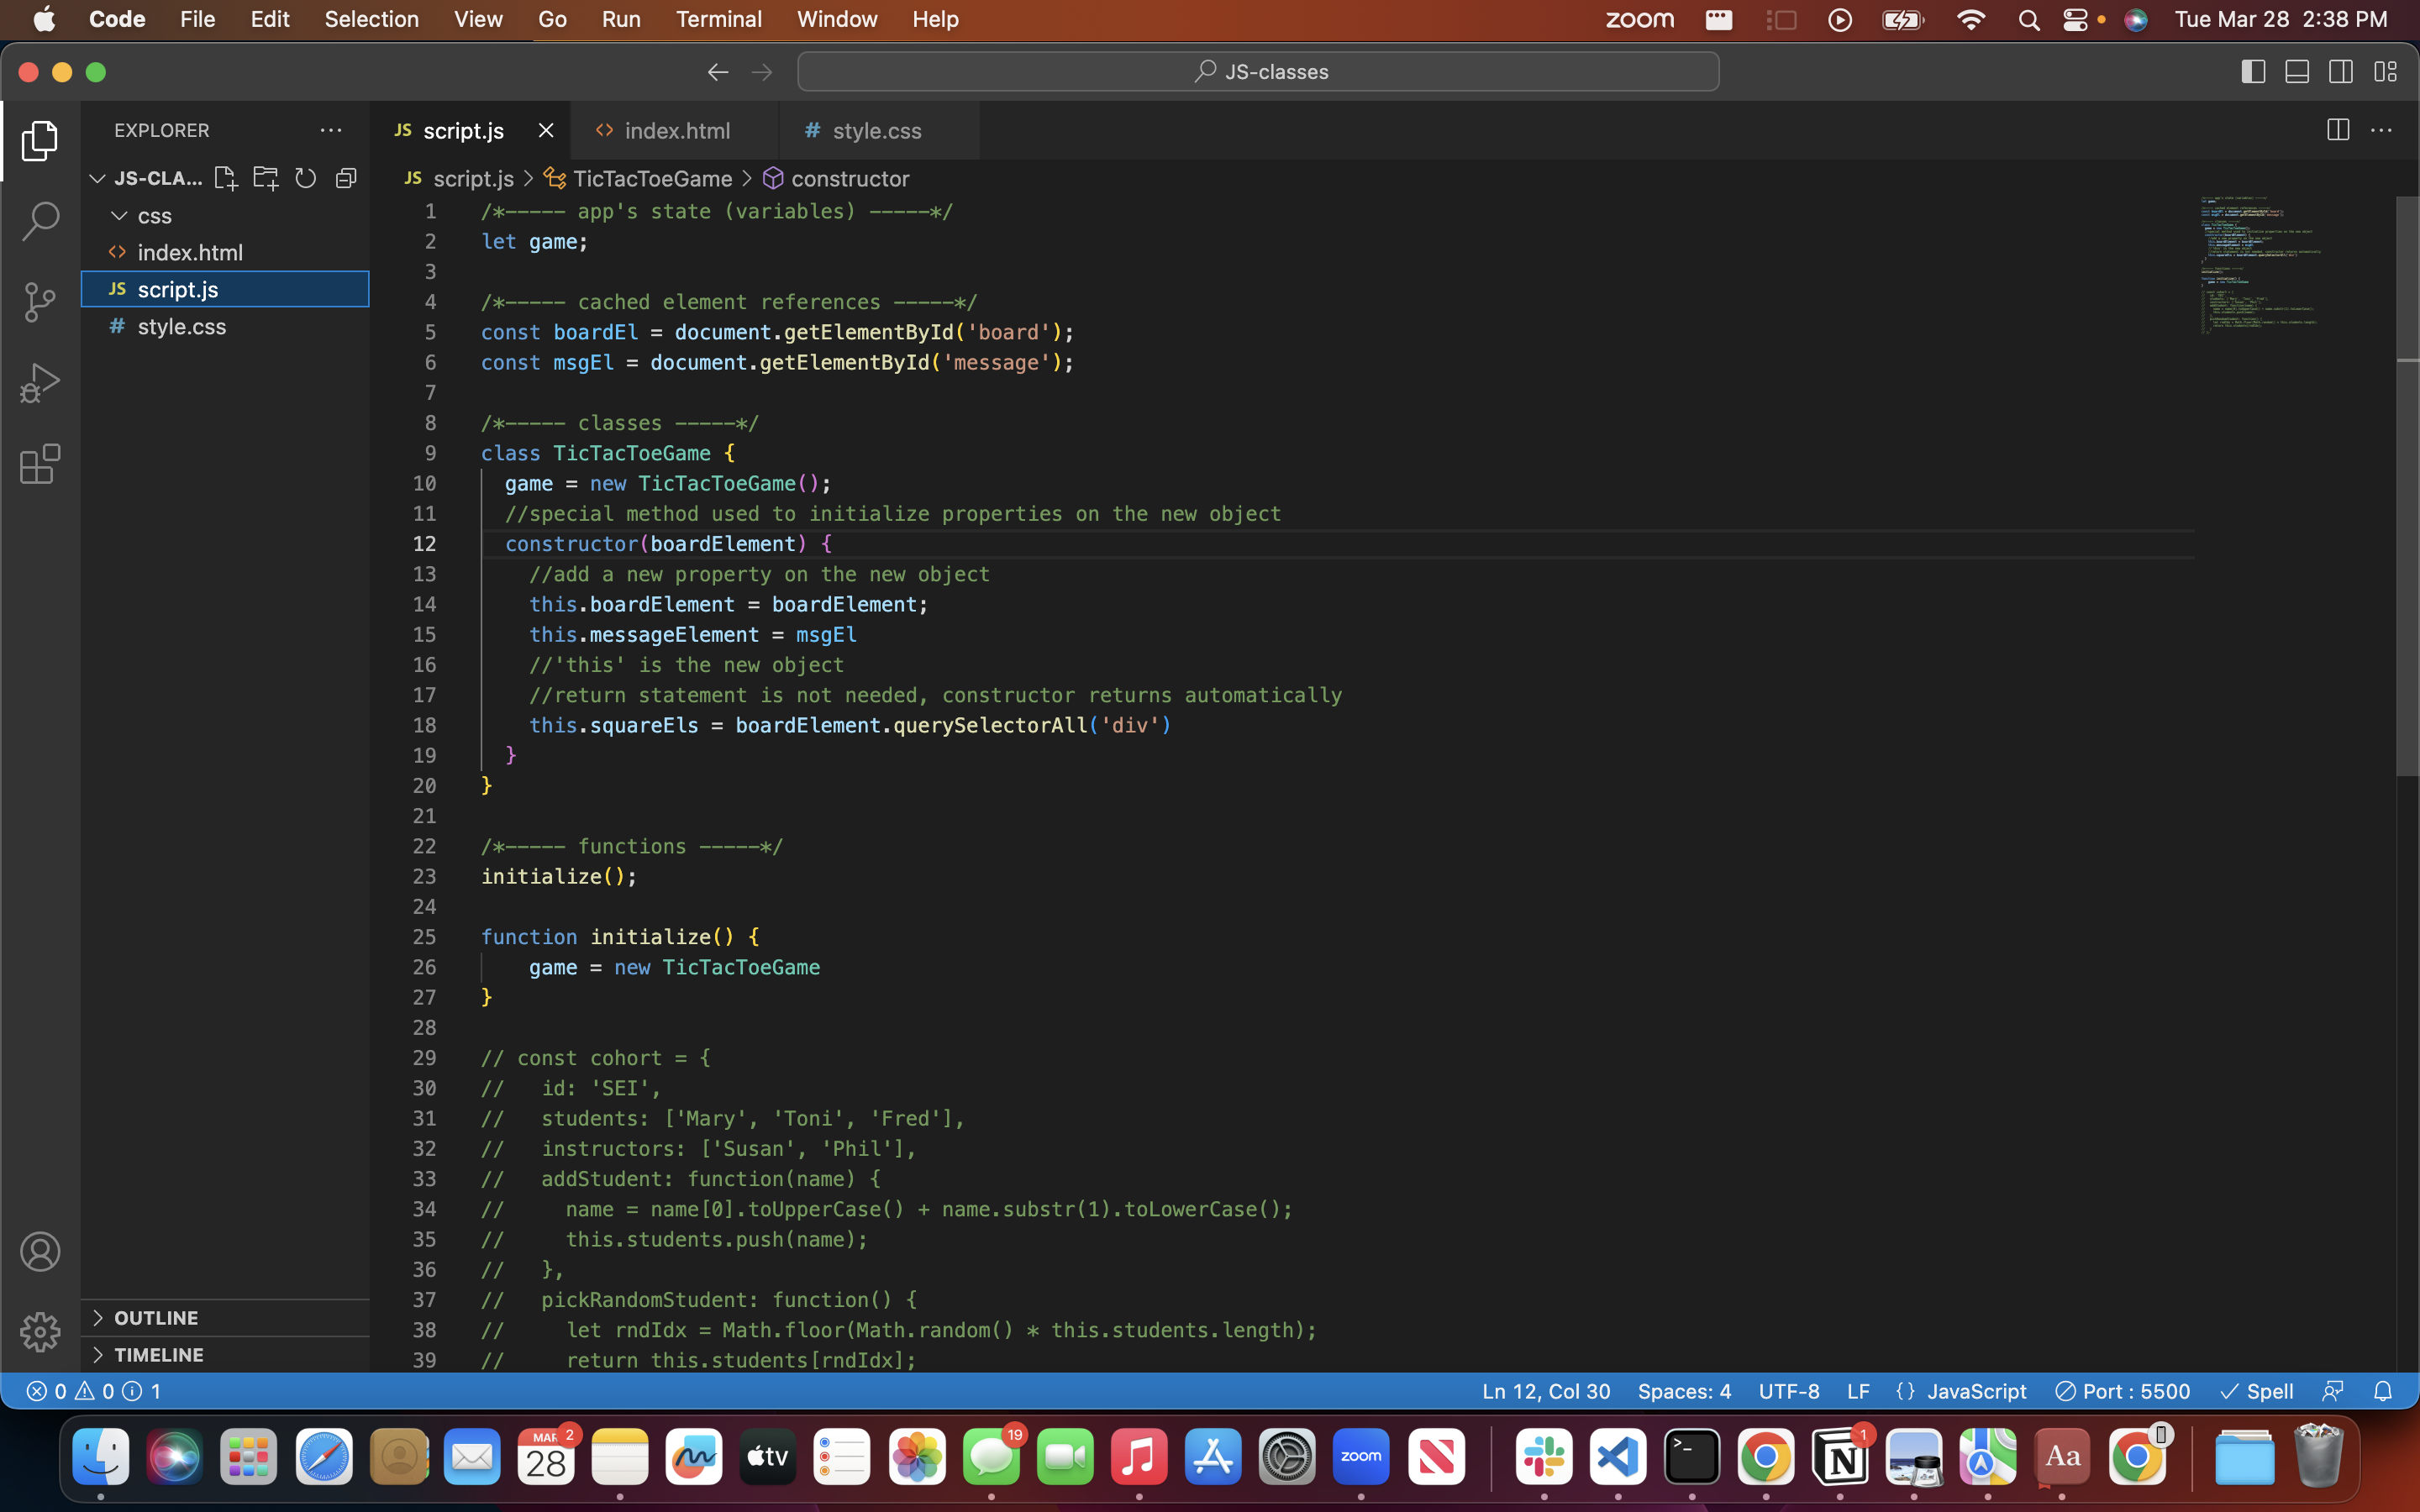 Code File Edit Selection View Go Run Terminal Window Help zoom Tue Mar 28 2:38 PM
JS-classes
EXPLORER
JS script.js
<> index.html
# style.css
JS-CLA...
JS script.js > TicTacToeGame > constructor
css
<> index.html
JS script.js
# style.css
1 /*----- app's state (variables) -----*/
2 let game;
3
4 /*----- cached element references -----*/
5 const boardEl = document.getElementById('board');
6 const msgEl = document.getElementById('message');
7
8 /*----- classes -----*/
9 class TicTacToeGame {
10 game = new TicTacToeGame();
11 //special method used to initialize properties on the new object
12 constructor(boardElement) {
13 //add a new property on the new object
14 this.boardElement = boardElement;
15 this.messageElement = msgEl
16 //'this' is the new object
17 //return statement is not needed, constructor returns automatically
18 this.squareEls = boardElement.querySelectorAll('div')
19 }
20 }
21
22 /*----- functions -----*/
23 initialize();
24
25 function initialize() {
26 game = new TicTacToeGame
27 }
28
29 // const cohort = {
30 // id: 'SEI',
31 // students: ['Mary', 'Toni', 'Fred'],
32 // instructors: ['Susan', 'Phil'],
33 // addStudent: function(name) {
34 // name = name[0].toUpperCase() + name.substr(1).toLowerCase();
35 // this.students.push(name);
36 // },
37 // pickRandomStudent: function() {
38 // let rndIdx = Math.floor(Math.random() * this.students.length);
39 // return this.students[rndIdx];
OUTLINE
TIMELINE
0 0 1 Ln 12, Col 30 Spaces: 4 UTF-8 LF {} JavaScript Port : 5500 Spell
MAR 28 2
tv
19
zoom
1
Aa